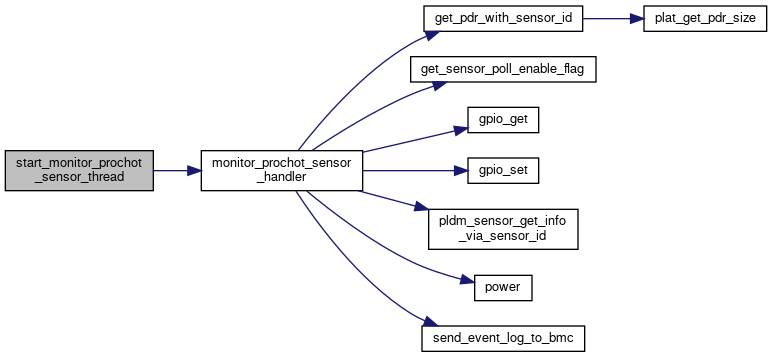 start_monitor_prochot
_sensor_thread
monitor_prochot_sensor
_handler
get_pdr_with_sensor_id
plat_get_pdr_size
get_sensor_poll_enable_flag
gpio_get
gpio_set
pldm_sensor_get_info
_via_sensor_id
power
send_event_log_to_bmc